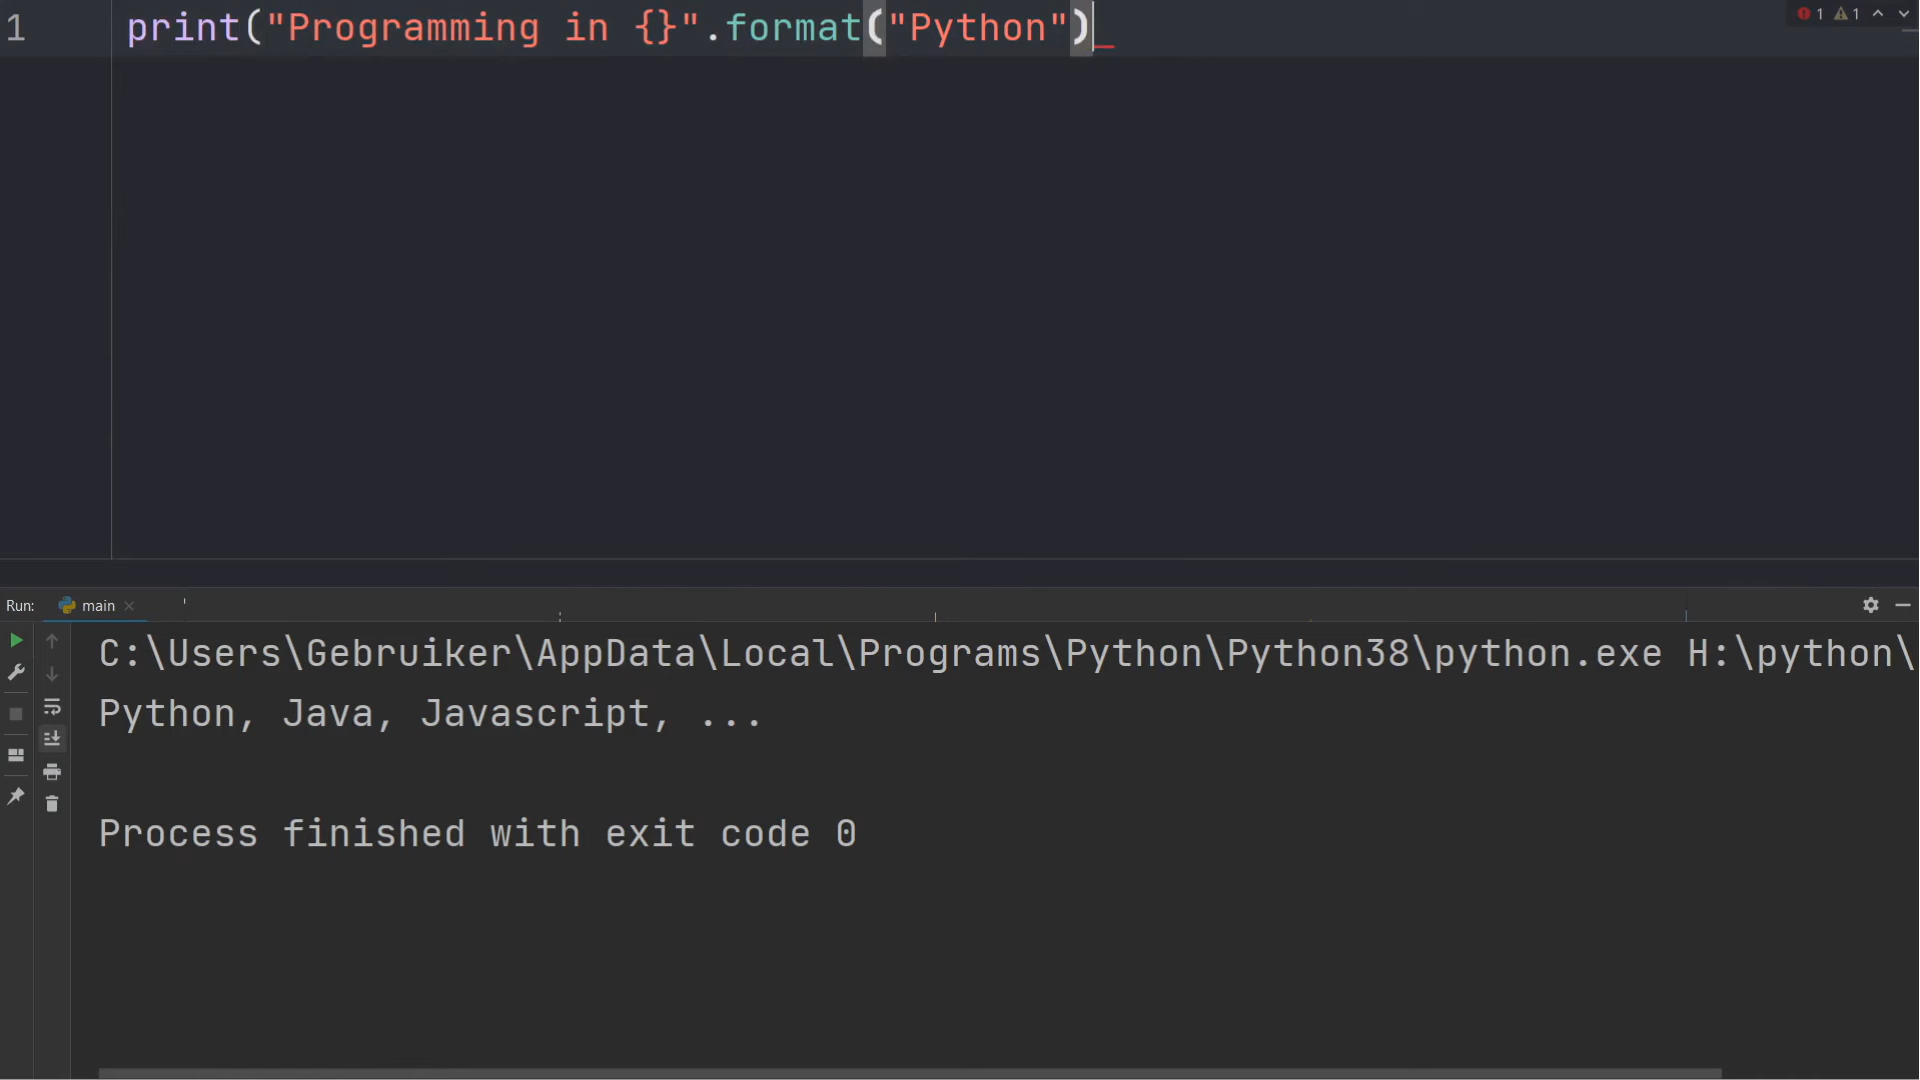 1 print("Programming in {}".format("Python")
1 1
Run: main
C:\Users\Gebruiker\AppData\Local\Programs\Python\Python38\python.exe H:\python\
Python, Java, Javascript, ...
Process finished with exit code 0